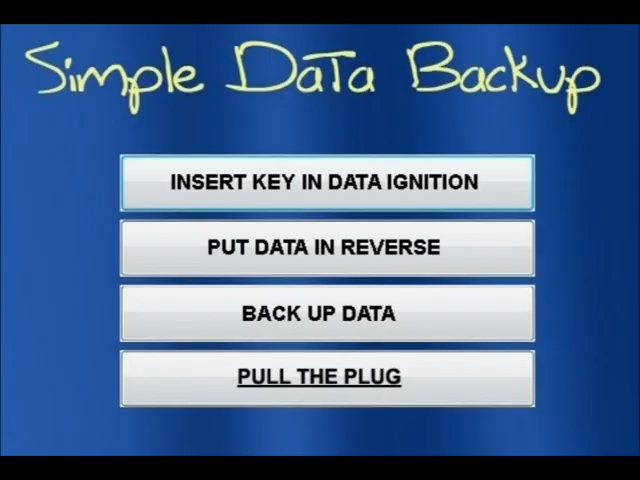 Simple Data Backup
INSERT KEY IN DATA IGNITION
PUT DATA IN REVERSE
BACK UP DATA
PULL THE PLUG